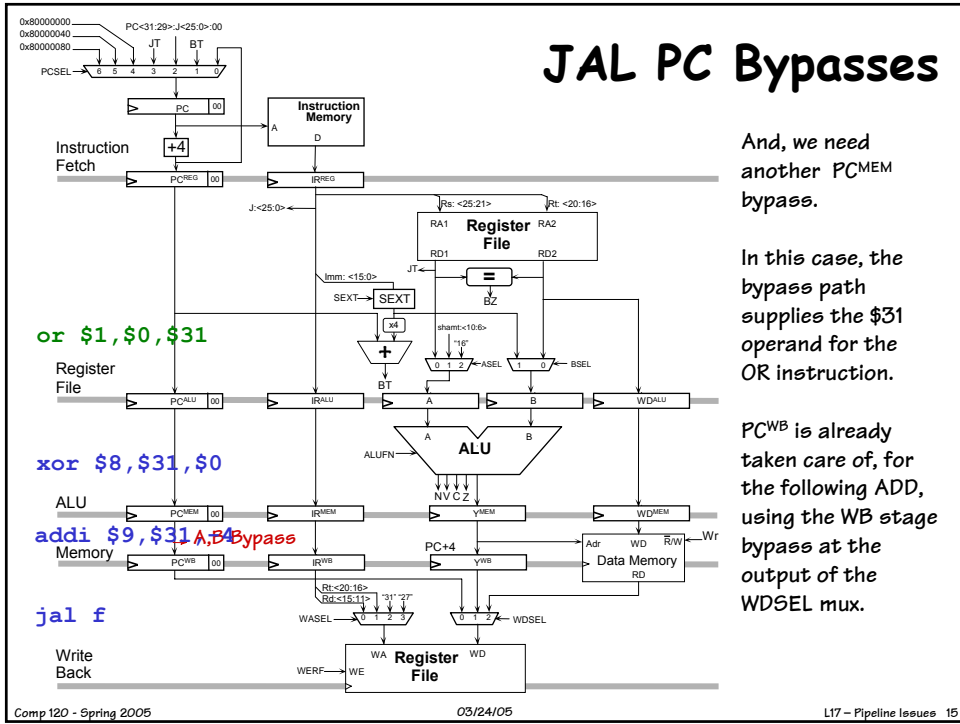 JAL PC Bypasses
0x80000000
0x80000040
0x80000080
PC<31:29>:J<25:0>:00
JT
BT
PCSEL
6 5 4 3 2 1 0
PC 00
Instruction Memory
A
D
+4
Instruction Fetch
PCREG 00
IRREG
J:<25:0>
Rs: <25:21>
Rt: <20:16>
RA1
Register File
RA2
RD1
RD2
JT
=
BZ
Imm: <15:0>
SEXT
SEXT
x4
shamt:<10:6>
"16"
+
BT
0 1 2
ASEL
1 0
BSEL
or $1,$0,$31
Register File
PCALU 00
IRALU
A
B
WDALU
A
B
ALU
ALUFN
N V C Z
xor $8,$31,$0
ALU
PCMEM 00
IRMEM
YMEM
WDMEM
addi $9,$31,-4
A,B Bypass
Memory
PC+4
Adr
WD
R/W
Wr
Data Memory
RD
PCWB 00
IRWB
YWB
Rt:<20:16>
Rd:<15:11>
"31" "27"
jal f
WASEL
0 1 2 3
0 1 2
WDSEL
Write Back
WA
Register File
WD
WERF
WE
And, we need
another PCMEM
bypass.
In this case, the
bypass path
supplies the $31
operand for the
OR instruction.
PCWB is already
taken care of, for
the following ADD,
using the WB stage
bypass at the
output of the
WDSEL mux.
Comp 120 - Spring 2005
03/24/05
L17 – Pipeline Issues 15